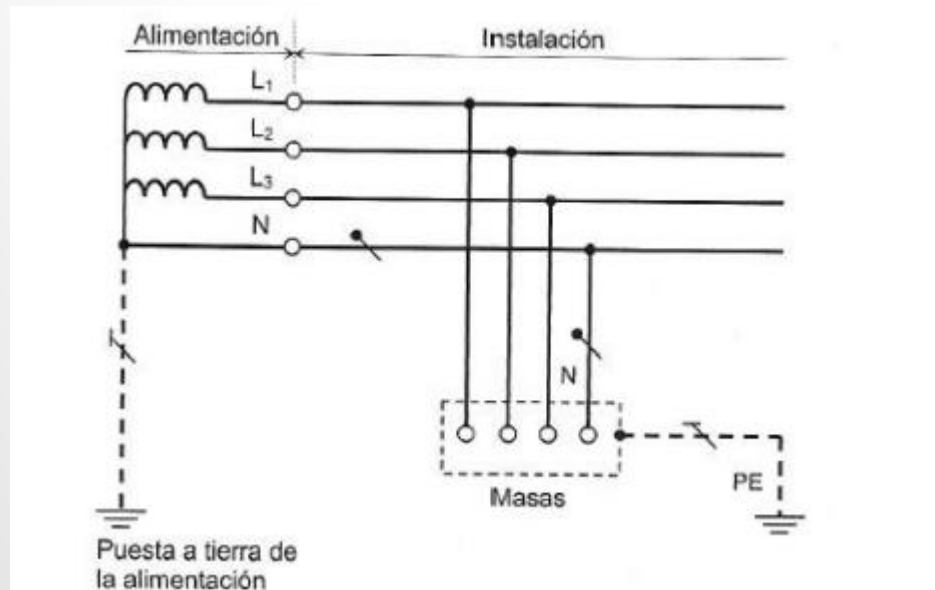 Alimentación
Instalación
L₁
L₂
L₃
N
N
Masas
PE
Puesta a tierra de
la alimentación